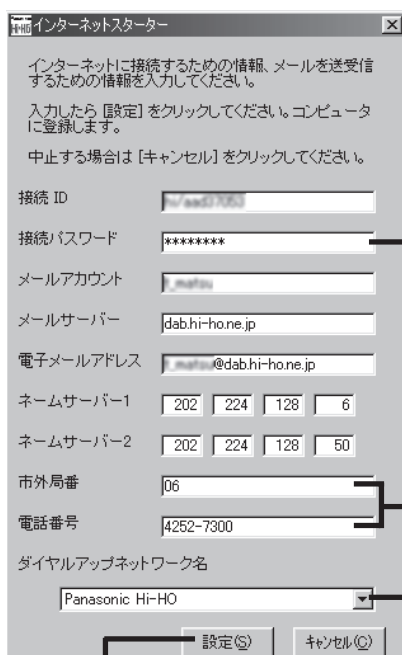 インターネットスターター
インターネットに接続するための情報、メールを送受信
するための情報を入力してください。
入力したら [設定] をクリックしてください。コンピュータ
に登録します。
中止する場合は [キャンセル] をクリックしてください。
接続 ID
接続パスワード ********
メールアカウント
メールサーバー dab.hi-ho.ne.jp
電子メールアドレス @dab.hi-ho.ne.jp
ネームサーバー1 202 224 128 6
ネームサーバー2 202 224 128 50
市外局番 06
電話番号 4252-7300
ダイヤルアップネットワーク名
Panasonic Hi-HO
設定(S) キャンセル(C)